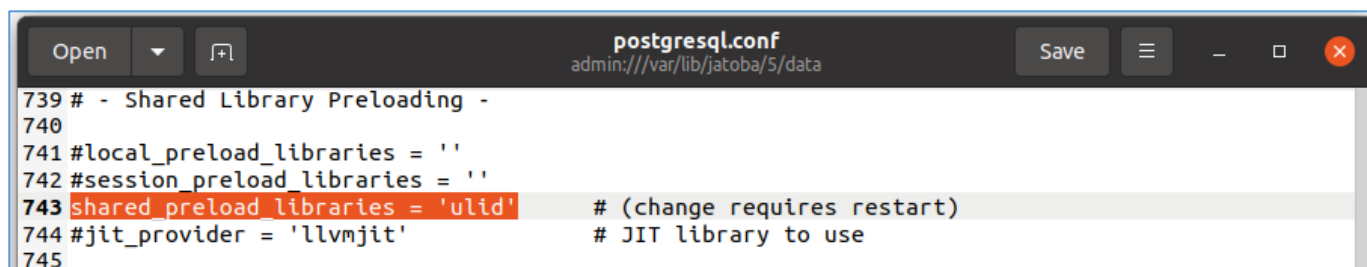 Open
postgresql.conf
admin:///var/lib/jatoba/5/data
Save
739 # - Shared Library Preloading -
740
741 #local_preload_libraries = ''
742 #session_preload_libraries = ''
743 shared_preload_libraries = 'ulid' # (change requires restart)
744 #jit_provider = 'llvmjit' # JIT library to use
745